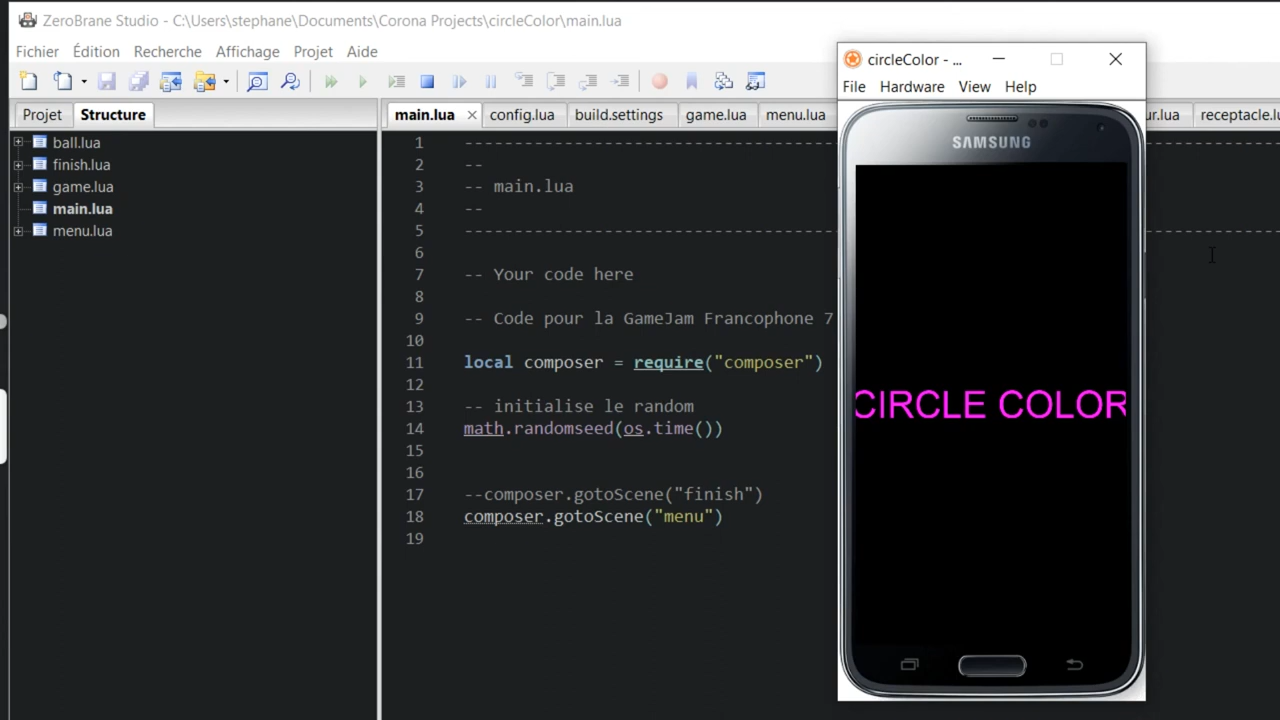 ZeroBrane Studio - C:\Users\stephane\Documents\Corona Projects\circleColor\main.lua
Fichier Édition Recherche Affichage Projet Aide
Projet Structure
ball.lua
finish.lua
game.lua
main.lua
menu.lua
main.lua config.lua build.settings game.lua menu.lua ur.lua receptacle.lu
1 --------------------------------------
2 --
3 -- main.lua
4 --
5 --------------------------------------
6
7 -- Your code here
8
9 -- Code pour la GameJam Francophone 7
10
11 local composer = require("composer")
12
13 -- initialise le random
14 math.randomseed(os.time())
15
16
17 --composer.gotoScene("finish")
18 composer.gotoScene("menu")
19
circleColor - ...
File Hardware View Help
SAMSUNG
CIRCLE COLOR